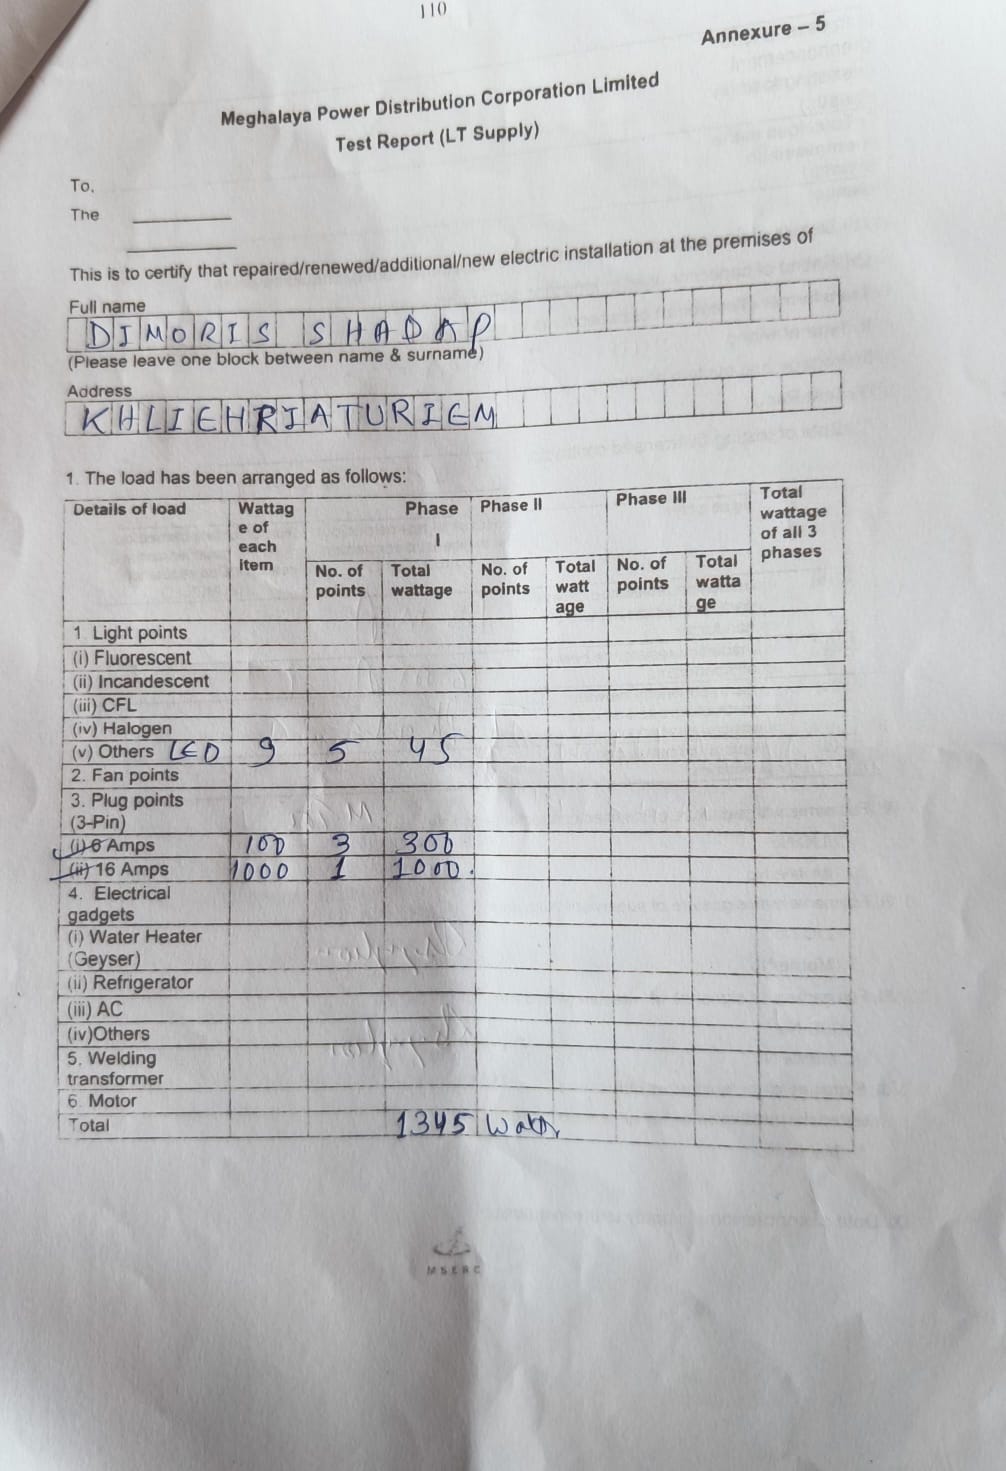 110
Annexure – 5
Meghalaya Power Distribution Corporation Limited
Test Report (LT Supply)
To,
The
This is to certify that repaired/renewed/additional/new electric installation at the premises of
Full name
DIMORIS SHADAP
(Please leave one block between name & surname)
Address
KHLIEHRIATURIEM
1. The load has been arranged as follows:
Details of load Wattag e of each item Phase I Phase II Phase III Total wattage of all 3 phases
No. of points Total wattage No. of points Total watt age No. of points Total watta ge
1 Light points
(i) Fluorescent
(ii) Incandescent
(iii) CFL
(iv) Halogen
(v) Others LED 9 5 45
2. Fan points
3. Plug points
(3-Pin)
(i) 6 Amps 100 3 300
(ii) 16 Amps 1000 1 1000.
4. Electrical
gadgets
(i) Water Heater
(Geyser)
(ii) Refrigerator
(iii) AC
(iv)Others
5. Welding
transformer
6. Motor
Total 1345 Watts
MSERC